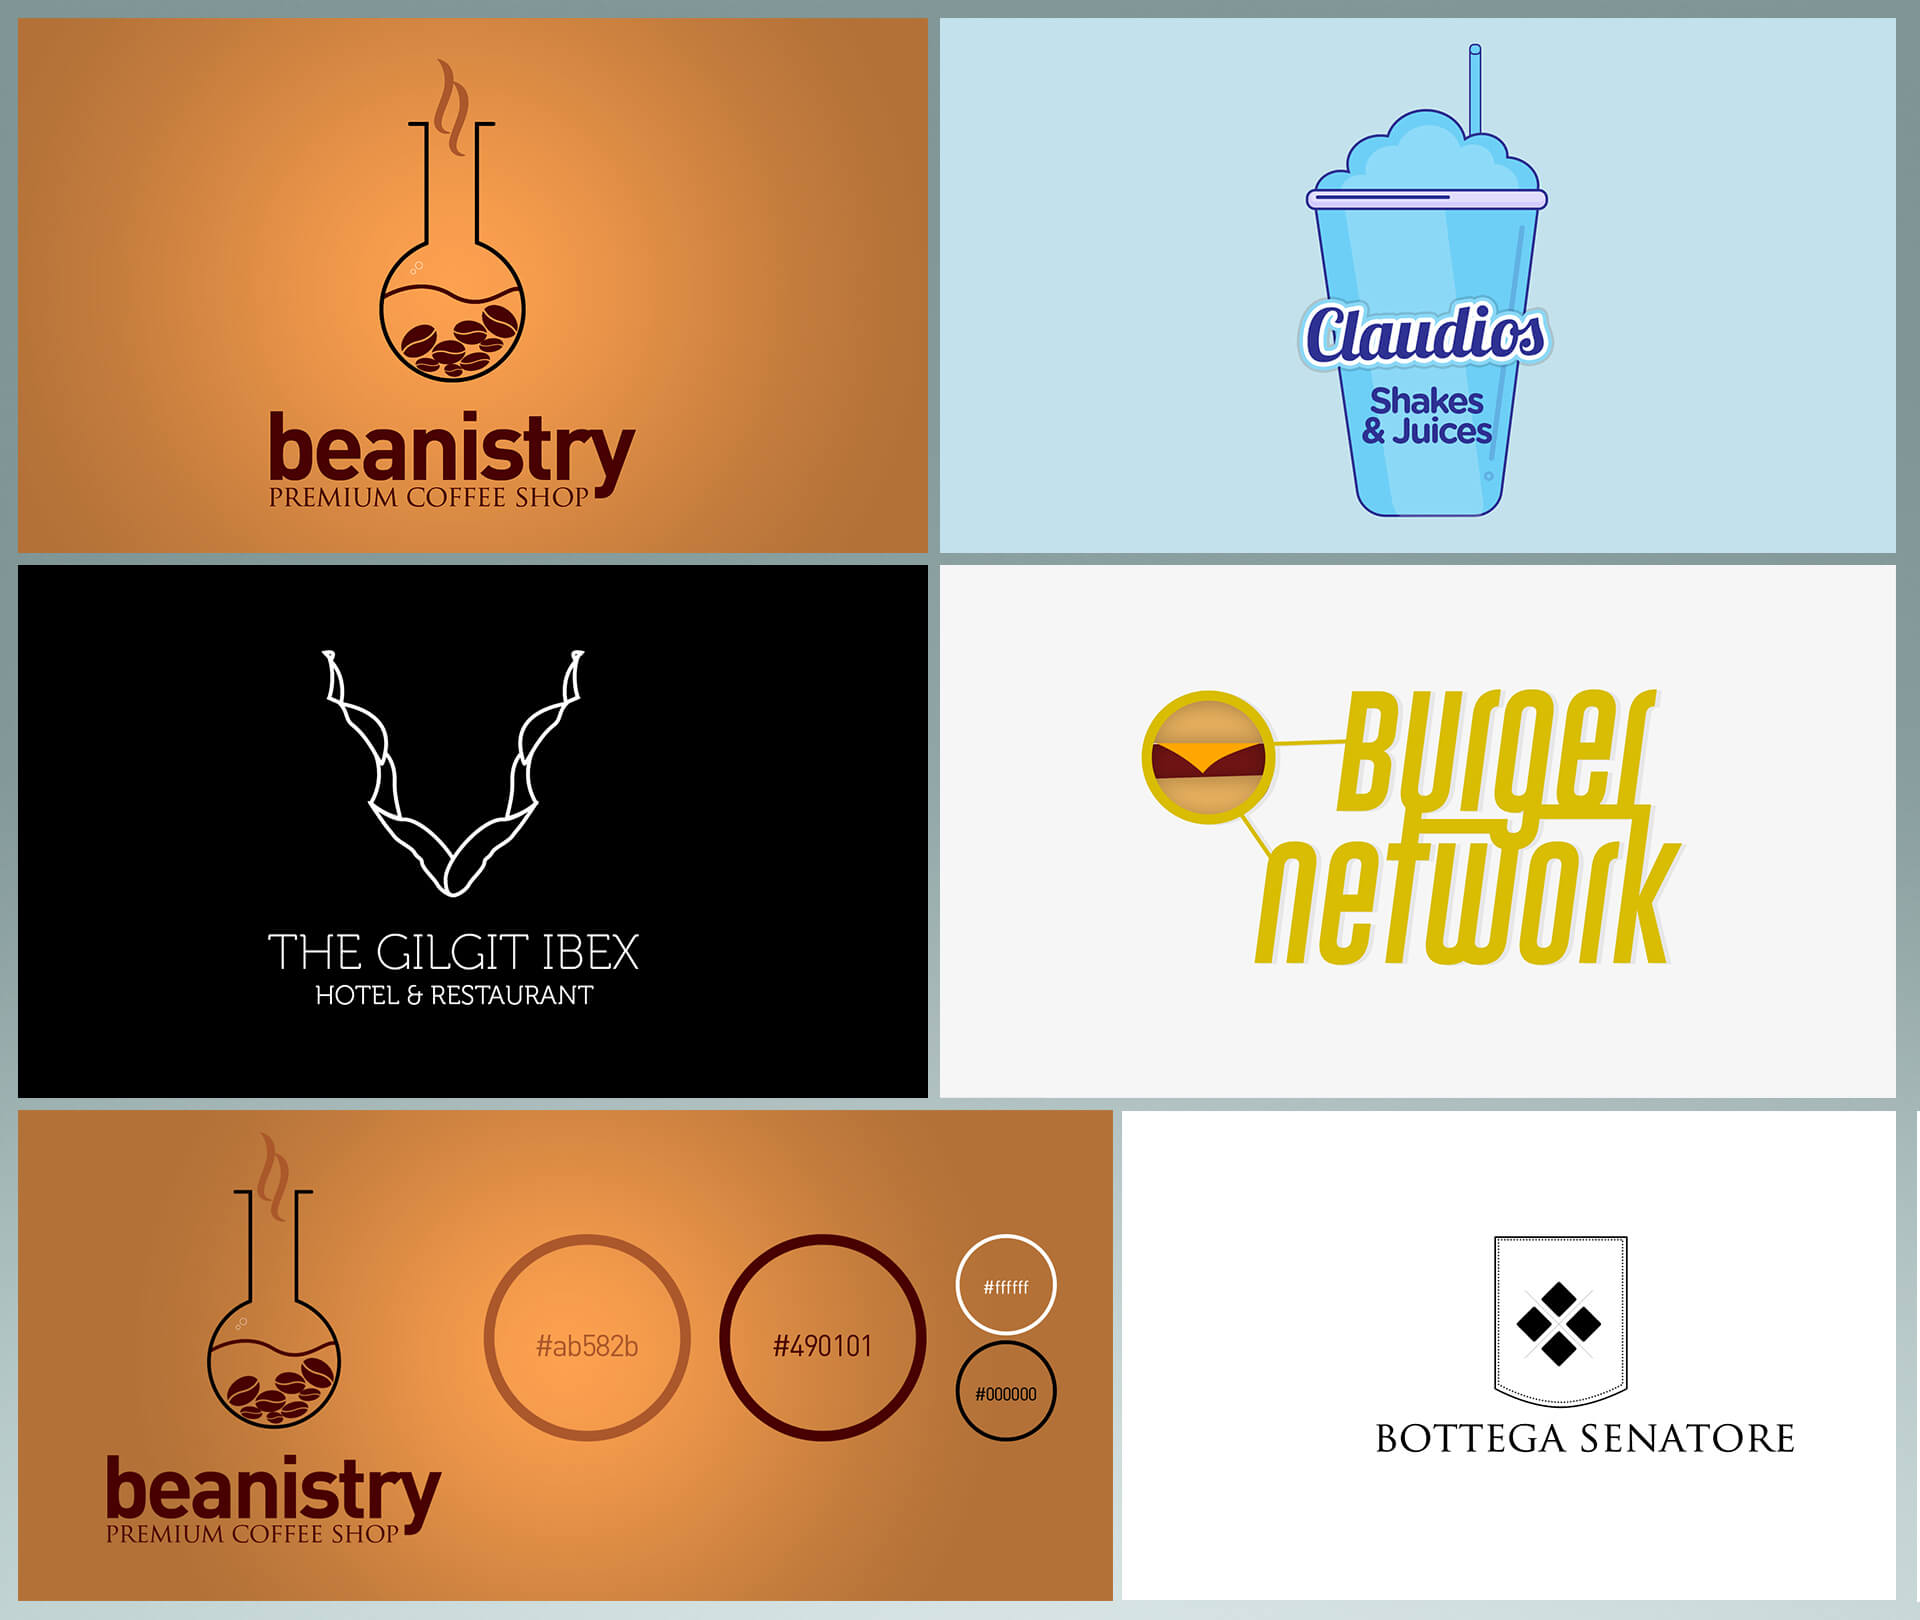 beanistry
PREMIUM COFFEE SHOP
Claudios
Shakes
& Juices
THE GILGIT IBEX
HOTEL & RESTAURANT
Burger
network
beanistry
PREMIUM COFFEE SHOP
#ab582b
#490101
#ffffff
#000000
BOTTEGA SENATORE